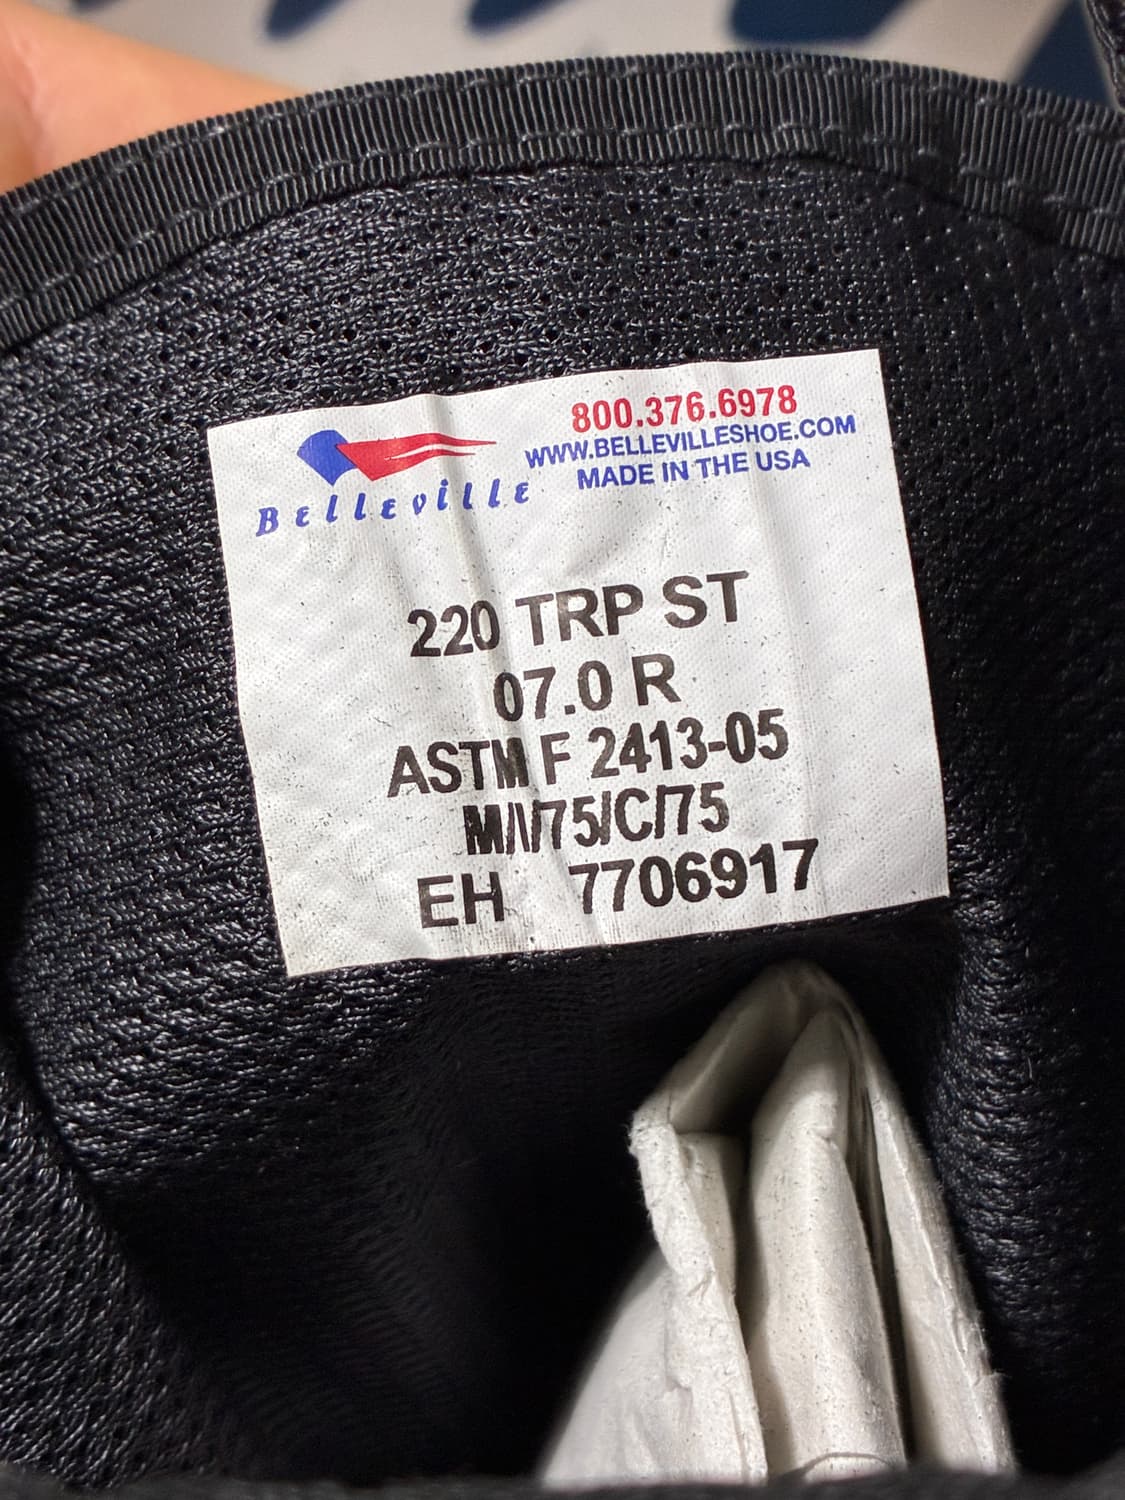 800.376.6978
WWW.BELLEVILLESHOE.COM
MADE IN THE USA
Belleville
220 TRP ST
07.0 R
ASTM F 2413-05
M/I/75/C/75
EH 7706917